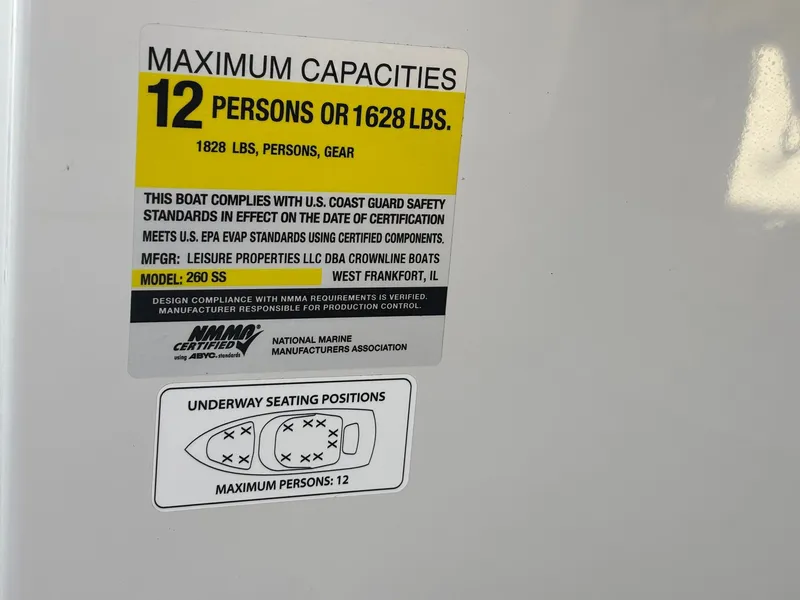 MAXIMUM CAPACITIES
12 PERSONS OR 1628 LBS.
1828 LBS, PERSONS, GEAR
THIS BOAT COMPLIES WITH U.S. COAST GUARD SAFETY
STANDARDS IN EFFECT ON THE DATE OF CERTIFICATION
MEETS U.S. EPA EVAP STANDARDS USING CERTIFIED COMPONENTS.
MFGR: LEISURE PROPERTIES LLC DBA CROWNLINE BOATS
MODEL: 260 SS WEST FRANKFORT, IL
DESIGN COMPLIANCE WITH NMMA REQUIREMENTS IS VERIFIED.
MANUFACTURER RESPONSIBLE FOR PRODUCTION CONTROL.
NMMA®
CERTIFIED
using ABYC. standards
NATIONAL MARINE
MANUFACTURERS ASSOCIATION
UNDERWAY SEATING POSITIONS
X X X X X
X X
X X X X X
MAXIMUM PERSONS: 12